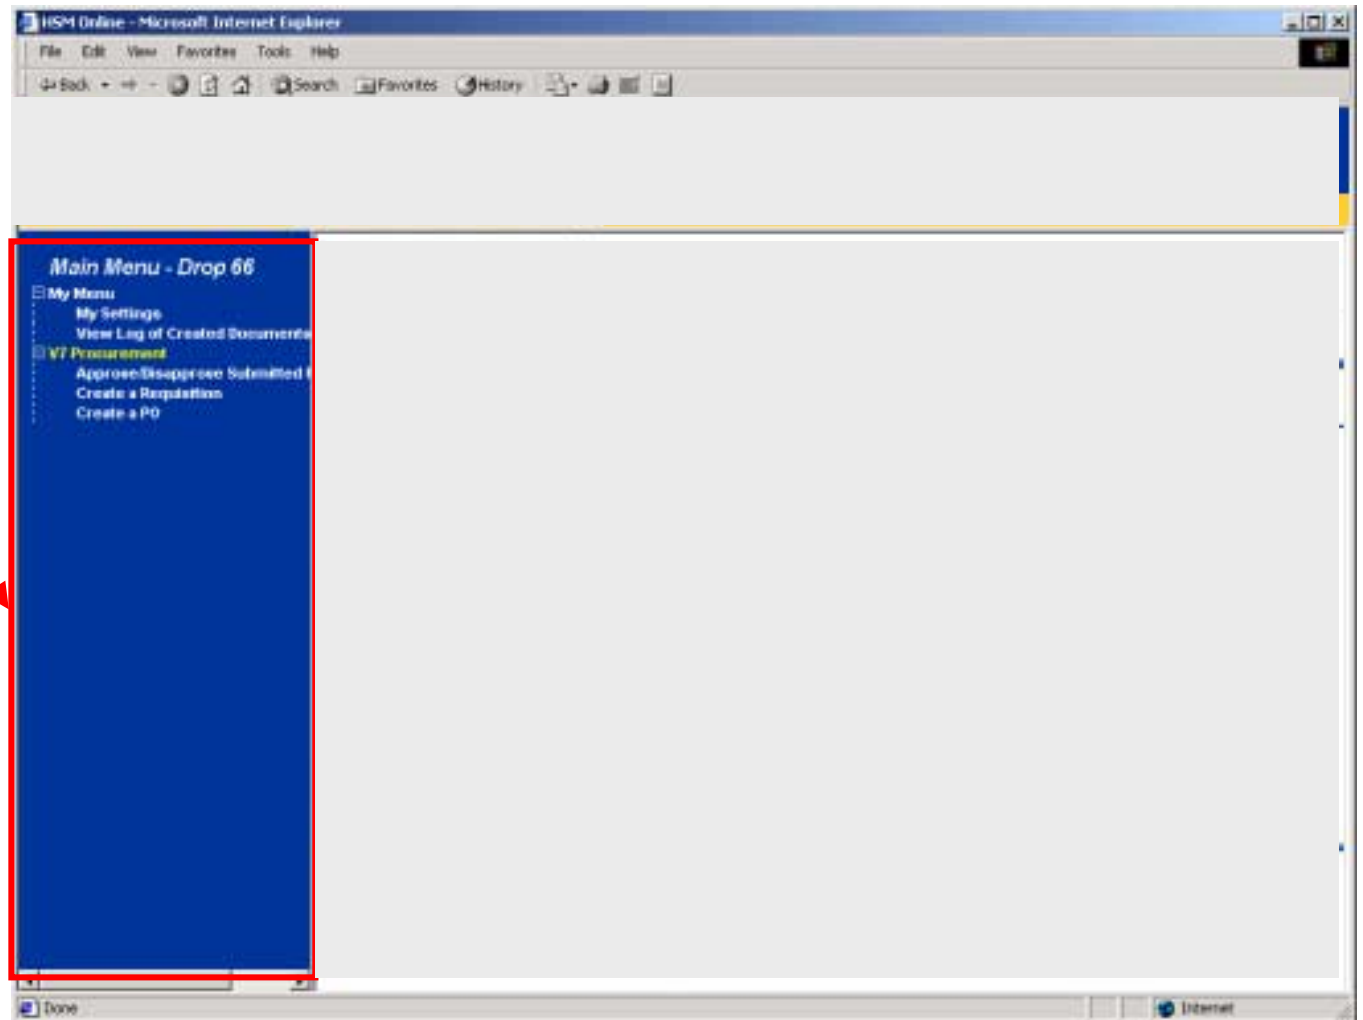 HSM Online - Microsoft Internet Explorer
File Edit View Favorites Tools Help
Back Search Favorites History
Main Menu - Drop 66
My Menu
My Settings
View Log of Created Documents
V7 Procurement
Approve/Disapprove Submitted
Create a Requisition
Create a PO
Done Internet